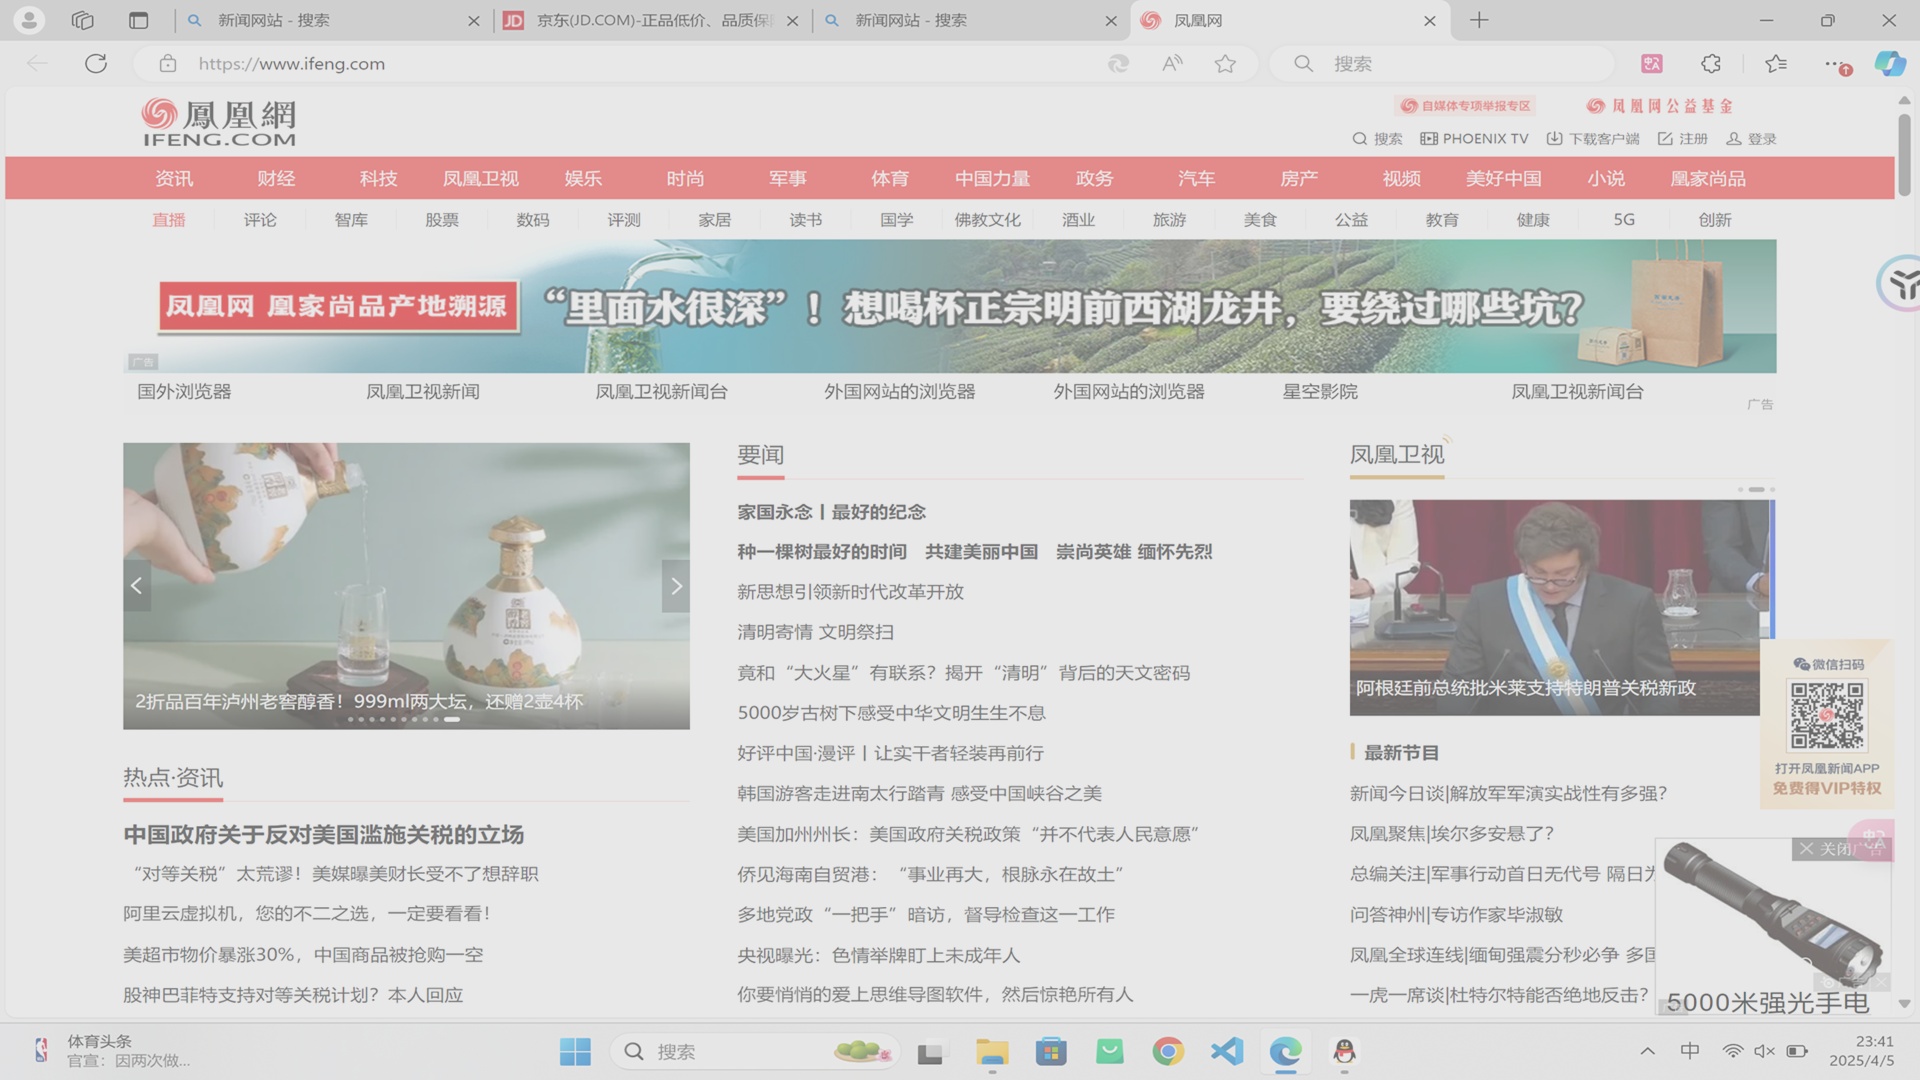 新闻网站 - 搜索
京东(JD.COM)-正品低价、品质保
新闻网站 - 搜索
凤凰网
https://www.ifeng.com
搜索
鳳凰網
IFENG.COM
自媒体专项举报专区
凤凰网公益基金
搜索
PHOENIX TV
下载客户端
注册
登录
资讯 财经 科技 凤凰卫视 娱乐 时尚 军事 体育 中国力量 政务 汽车 房产 视频 美好中国 小说 凰家尚品
直播 评论 智库 股票 数码 评测 家居 读书 国学 佛教文化 酒业 旅游 美食 公益 教育 健康 5G 创新
凤凰网 凰家尚品产地溯源
“里面水很深”！想喝杯正宗明前西湖龙井，要绕过哪些坑？
广告
国外浏览器 凤凰卫视新闻 凤凰卫视新闻台 外国网站的浏览器 外国网站的浏览器 星空影院 凤凰卫视新闻台
广告
2折品百年泸州老窖醇香！999ml两大坛，还赠2壶4杯
热点·资讯
中国政府关于反对美国滥施关税的立场
“对等关税”太荒谬！美媒曝美财长受不了想辞职
阿里云虚拟机，您的不二之选，一定要看看！
美超市物价暴涨30%，中国商品被抢购一空
股神巴菲特支持对等关税计划？本人回应
要闻
家国永念丨最好的纪念
种一棵树最好的时间 共建美丽中国 崇尚英雄 缅怀先烈
新思想引领新时代改革开放
清明寄情 文明祭扫
竟和“大火星”有联系？揭开“清明”背后的天文密码
5000岁古树下感受中华文明生生不息
好评中国·漫评丨让实干者轻装再前行
韩国游客走进南太行踏青 感受中国峡谷之美
美国加州州长：美国政府关税政策“并不代表人民意愿”
侨见海南自贸港：“事业再大，根脉永在故土”
多地党政“一把手”暗访，督导检查这一工作
央视曝光：色情举牌盯上未成年人
你要悄悄的爱上思维导图软件，然后惊艳所有人
凤凰卫视
阿根廷前总统批米莱支持特朗普关税新政
最新节目
新闻今日谈|解放军军演实战性有多强？
凤凰聚焦|埃尔多安悬了？
总编关注|军事行动首日无代号 隔日
问答神州|专访作家毕淑敏
凤凰全球连线|缅甸强震分秒必争 多国
一虎一席谈|杜特尔特能否绝地反击？
微信扫码
打开凤凰新闻APP
免费得VIP特权
关闭广告
5000米强光手电
体育头条
官宣：因两次做...
搜索
中
23:41
2025/4/5